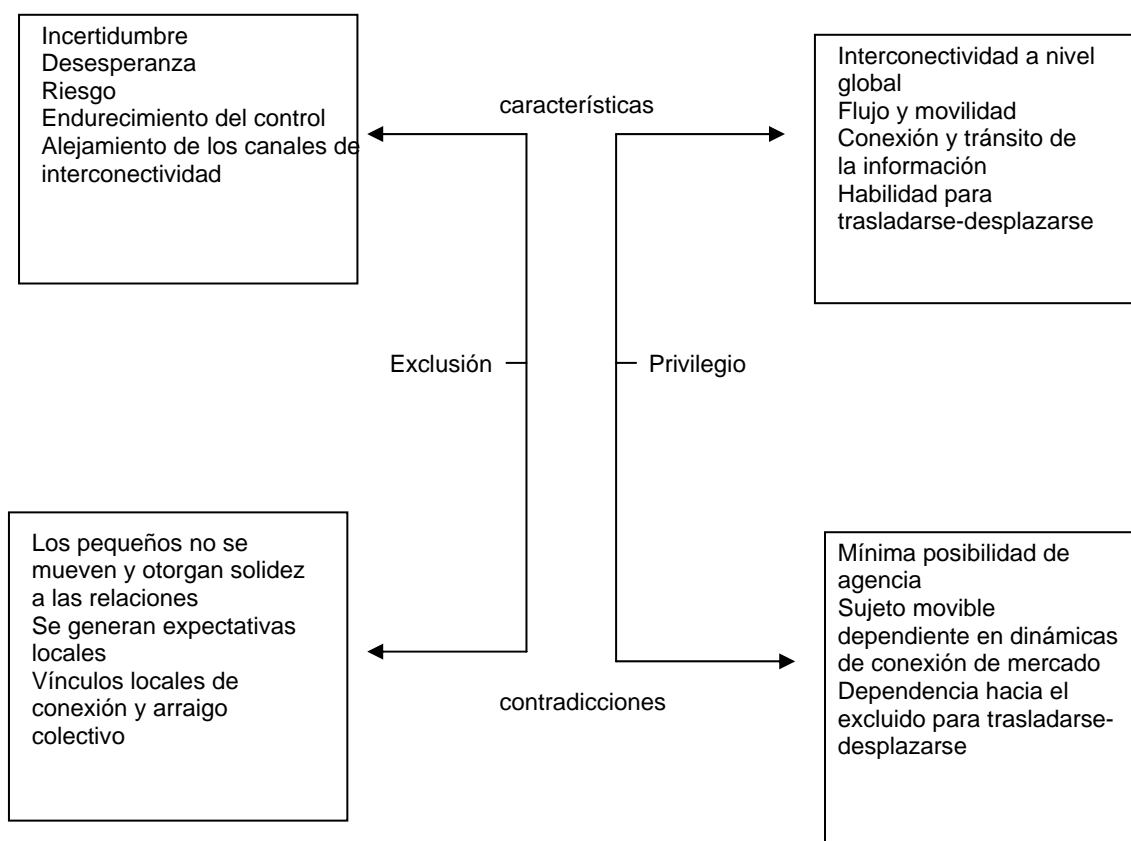 Incertidumbre
Desesperanza
Riesgo
Endurecimiento del control
Alejamiento de los canales de
interconectividad
características
Interconectividad a nivel
global
Flujo y movilidad
Conexión y tránsito de
la información
Habilidad para
trasladarse-desplazarse
Exclusión
Privilegio
Los pequeños no se
mueven y otorgan solidez
a las relaciones
Se generan expectativas
locales
Vínculos locales de
conexión y arraigo
colectivo
contradicciones
Mínima posibilidad de
agencia
Sujeto movible
dependiente en dinámicas
de conexión de mercado
Dependencia hacia el
excluido para trasladarse-
desplazarse